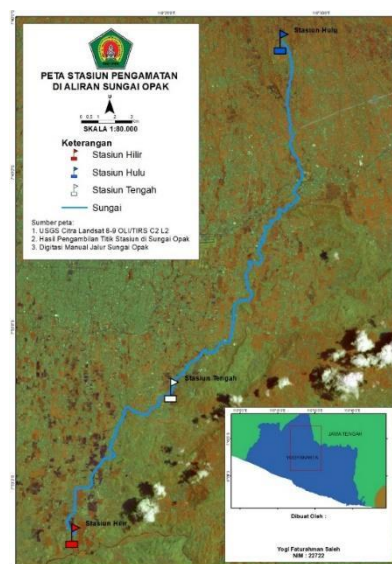 Stasiun Hulu
PETA STASIUN PENGAMATAN
DI ALIRAN SUNGAI OPAK
SKALA 1:80.000
Keterangan
Stasiun Hilir
Stasiun Hulu
Stasiun Tengah
Sungai
Sumber peta:
1. USGS Citra Landsat 8-9 OLI/TIRS C2 L2
2. Hasil Pengambilan Titik Stasiun di Sungai Opak
3. Digitasi Manual Jalur Sungai Opak
Stasiun Tengah
Stasiun Hilir
JAWA TENGAH
Dibuat Oleh :
Yogi Faturahman Saleh
NIM : 22722